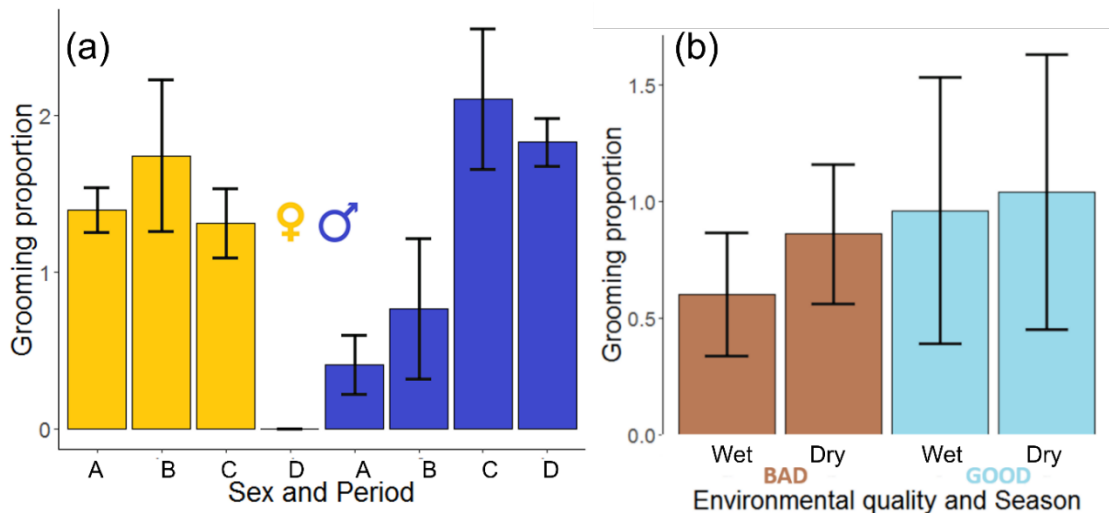 (a)
Grooming proportion
2
1
0
♀ ♂
A B C D A B C D
Sex and Period
(b)
Grooming proportion
1.5
1.0
0.5
0.0
Wet Dry Wet Dry
BAD GOOD
Environmental quality and Season